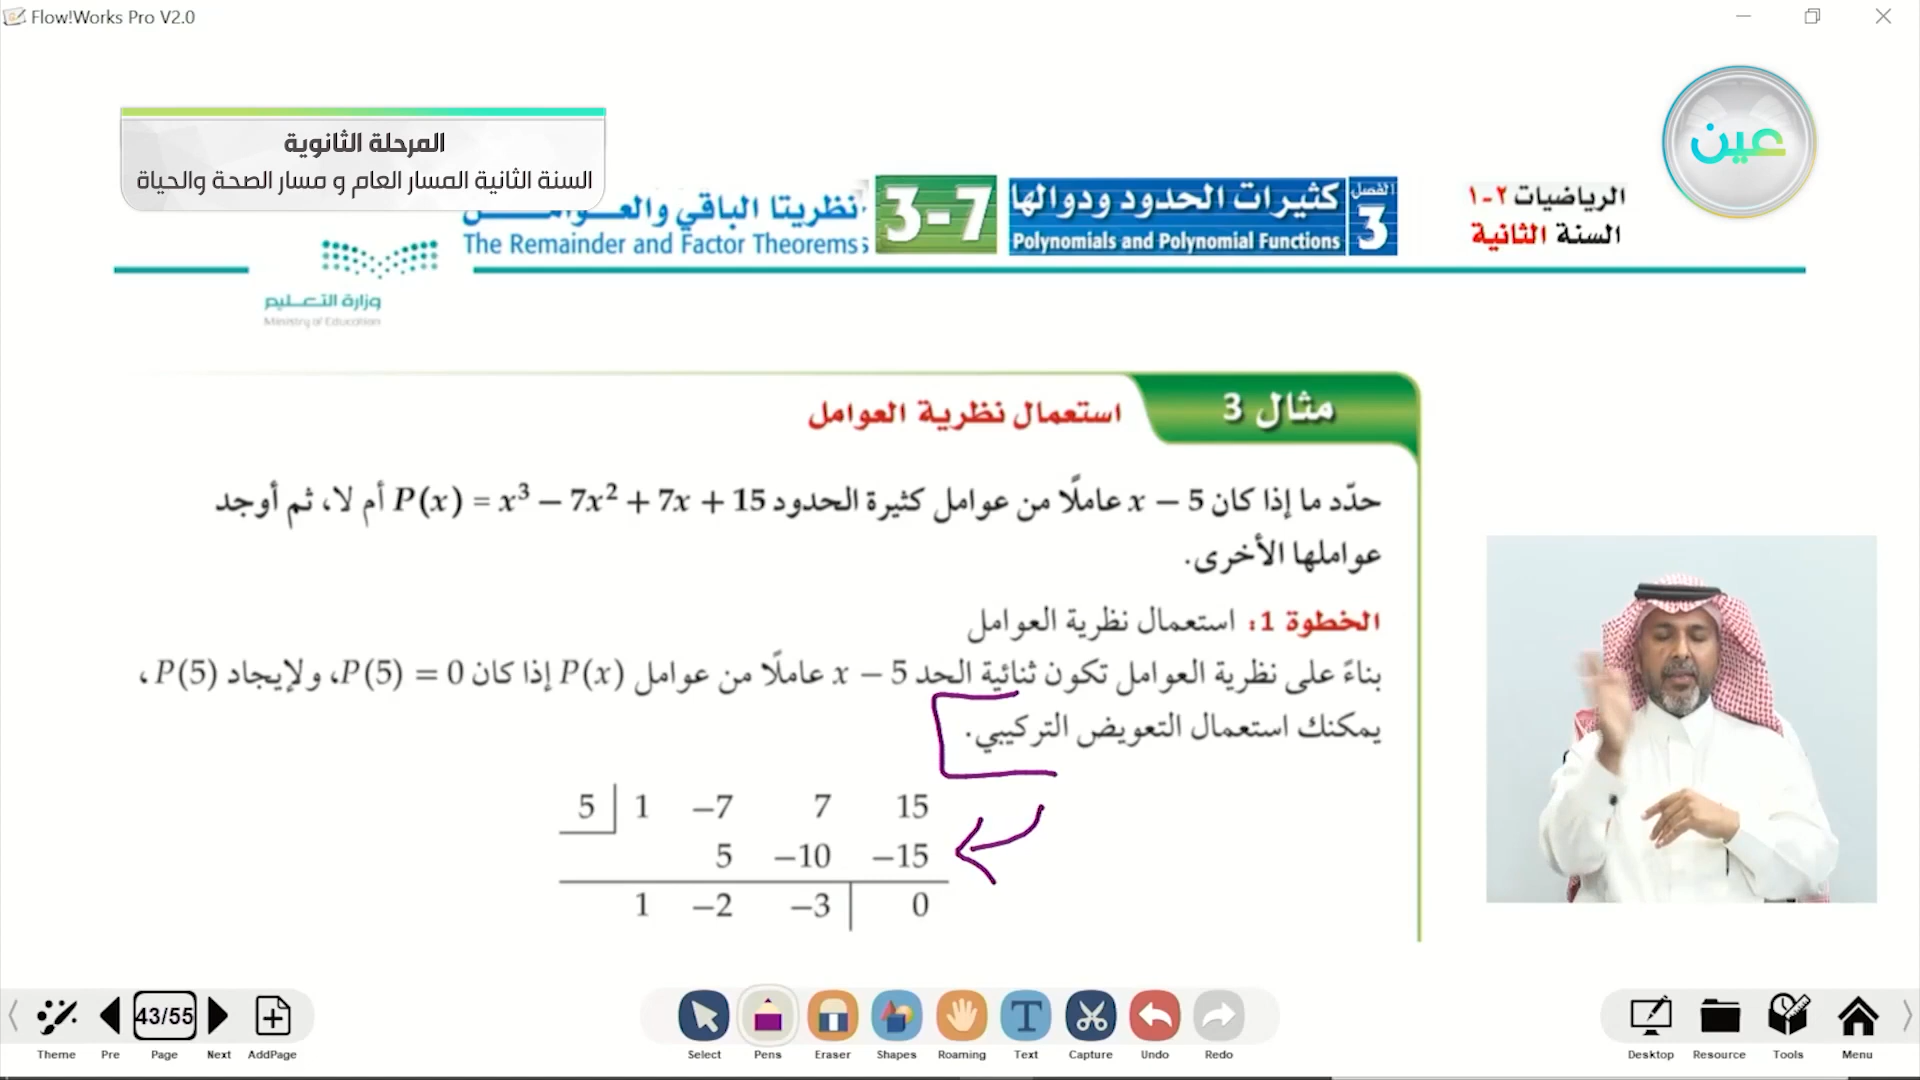 Flow!Works Pro V2.0
المرحلة الثانوية
السنة الثانية المسار العام و مسار الصحة والحياة
عين
الرياضيات ٢-١
السنة الثانية
الفصل 3
كثيرات الحدود ودوالها
Polynomials and Polynomial Functions
3-7
نظريتا الباقي والعوامل
The Remainder and Factor Theorems
وزارة التعليم
Ministry of Education
مثال 3
استعمال نظرية العوامل
حدّد ما إذا كان x – 5 عاملًا من عوامل كثيرة الحدود P(x) = x³ – 7x² + 7x + 15 أم لا، ثم أوجد
عواملها الأخرى.
الخطوة 1: استعمال نظرية العوامل
بناءً على نظرية العوامل تكون ثنائية الحد x – 5 عاملًا من عوامل P(x) إذا كان P(5) = 0، ولإيجاد P(5) ،
يمكنك استعمال التعويض التركيبي.
5 1 –7 7 15
5 –10 –15
1 –2 –3 0
43/55
Theme Pre Page Next AddPage
Select Pens Eraser Shapes Roaming Text Capture Undo Redo
Desktop Resource Tools Menu